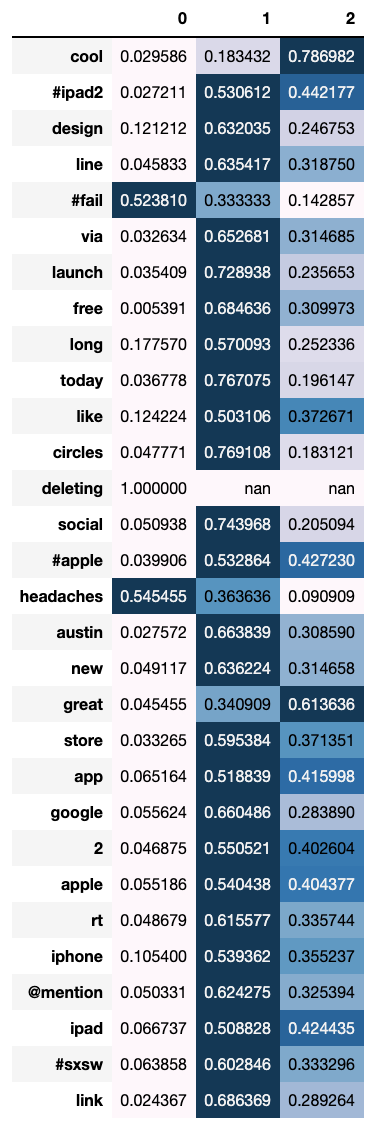 0 1 2
cool 0.029586 0.183432 0.786982
#ipad2 0.027211 0.530612 0.442177
design 0.121212 0.632035 0.246753
line 0.045833 0.635417 0.318750
#fail 0.523810 0.333333 0.142857
via 0.032634 0.652681 0.314685
launch 0.035409 0.728938 0.235653
free 0.005391 0.684636 0.309973
long 0.177570 0.570093 0.252336
today 0.036778 0.767075 0.196147
like 0.124224 0.503106 0.372671
circles 0.047771 0.769108 0.183121
deleting 1.000000 nan nan
social 0.050938 0.743968 0.205094
#apple 0.039906 0.532864 0.427230
headaches 0.545455 0.363636 0.090909
austin 0.027572 0.663839 0.308590
new 0.049117 0.636224 0.314658
great 0.045455 0.340909 0.613636
store 0.033265 0.595384 0.371351
app 0.065164 0.518839 0.415998
google 0.055624 0.660486 0.283890
2 0.046875 0.550521 0.402604
apple 0.055186 0.540438 0.404377
rt 0.048679 0.615577 0.335744
iphone 0.105400 0.539362 0.355237
@mention 0.050331 0.624275 0.325394
ipad 0.066737 0.508828 0.424435
#sxsw 0.063858 0.602846 0.333296
link 0.024367 0.686369 0.289264